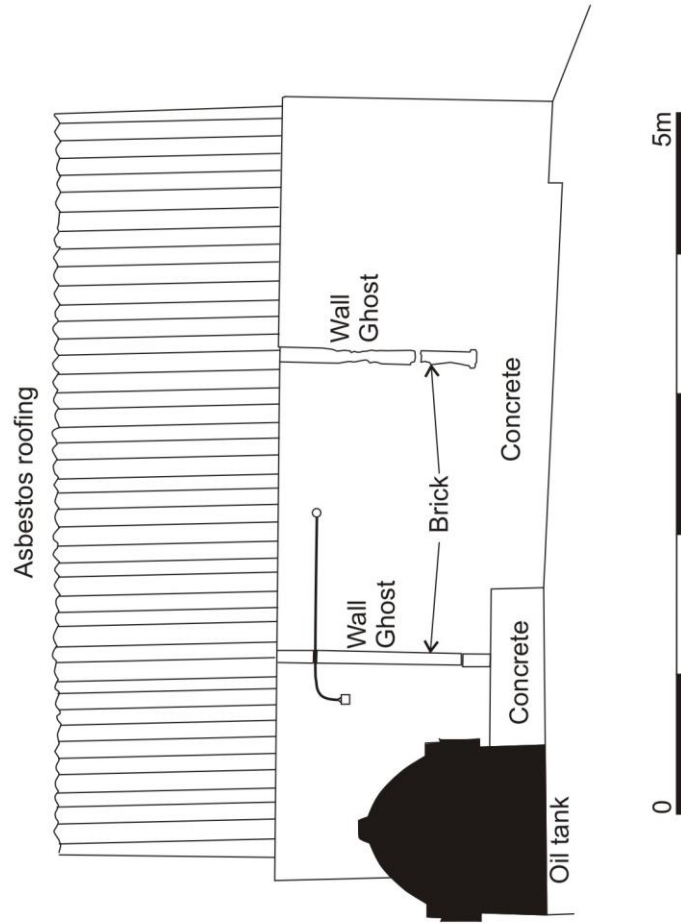 Asbestos roofing
Wall
Ghost
Wall
Ghost
Brick
Concrete
Concrete
Oil tank
0
5m